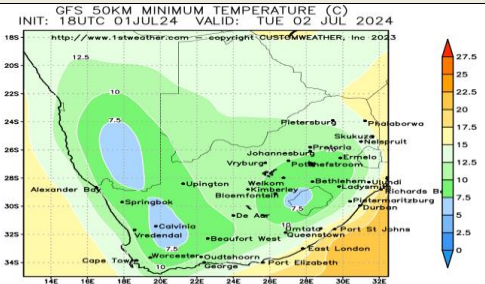 GFS 50KM MINIMUM TEMPERATURE (C)
INIT: 18UTC 01JUL24 VALID: TUE 02 JUL 2024
http://www.1stweather.com — copyright CUSTOMWEATHER, Inc 2023
18S
20S
22S
24S
26S
28S
30S
32S
34S
12.5
10
7.5
Pietersburg
Phalaborwa
Skukuza
Nelspruit
Johannesburg
Pretoria
Ermelo
Vryburg
Potchefstroom
Alexander Bay
Upington
Welkom
Bethlehem
Ulundi
Kimberley
Ladysmith
Richards Ba
Bloemfontein
Springbok
7.5
Pietermaritzburg
Durban
De Aar
Calvinia
10
Umtata
Port St Johns
Vredendal
Queenstown
7.5
Beaufort West
East London
Worcester
Oudtshoorn
Cape Town
10
George
Port Elizabeth
14E
16E
18E
20E
22E
24E
26E
28E
30E
32E
27.5
25
22.5
20
17.5
15
12.5
10
7.5
5
2.5
0